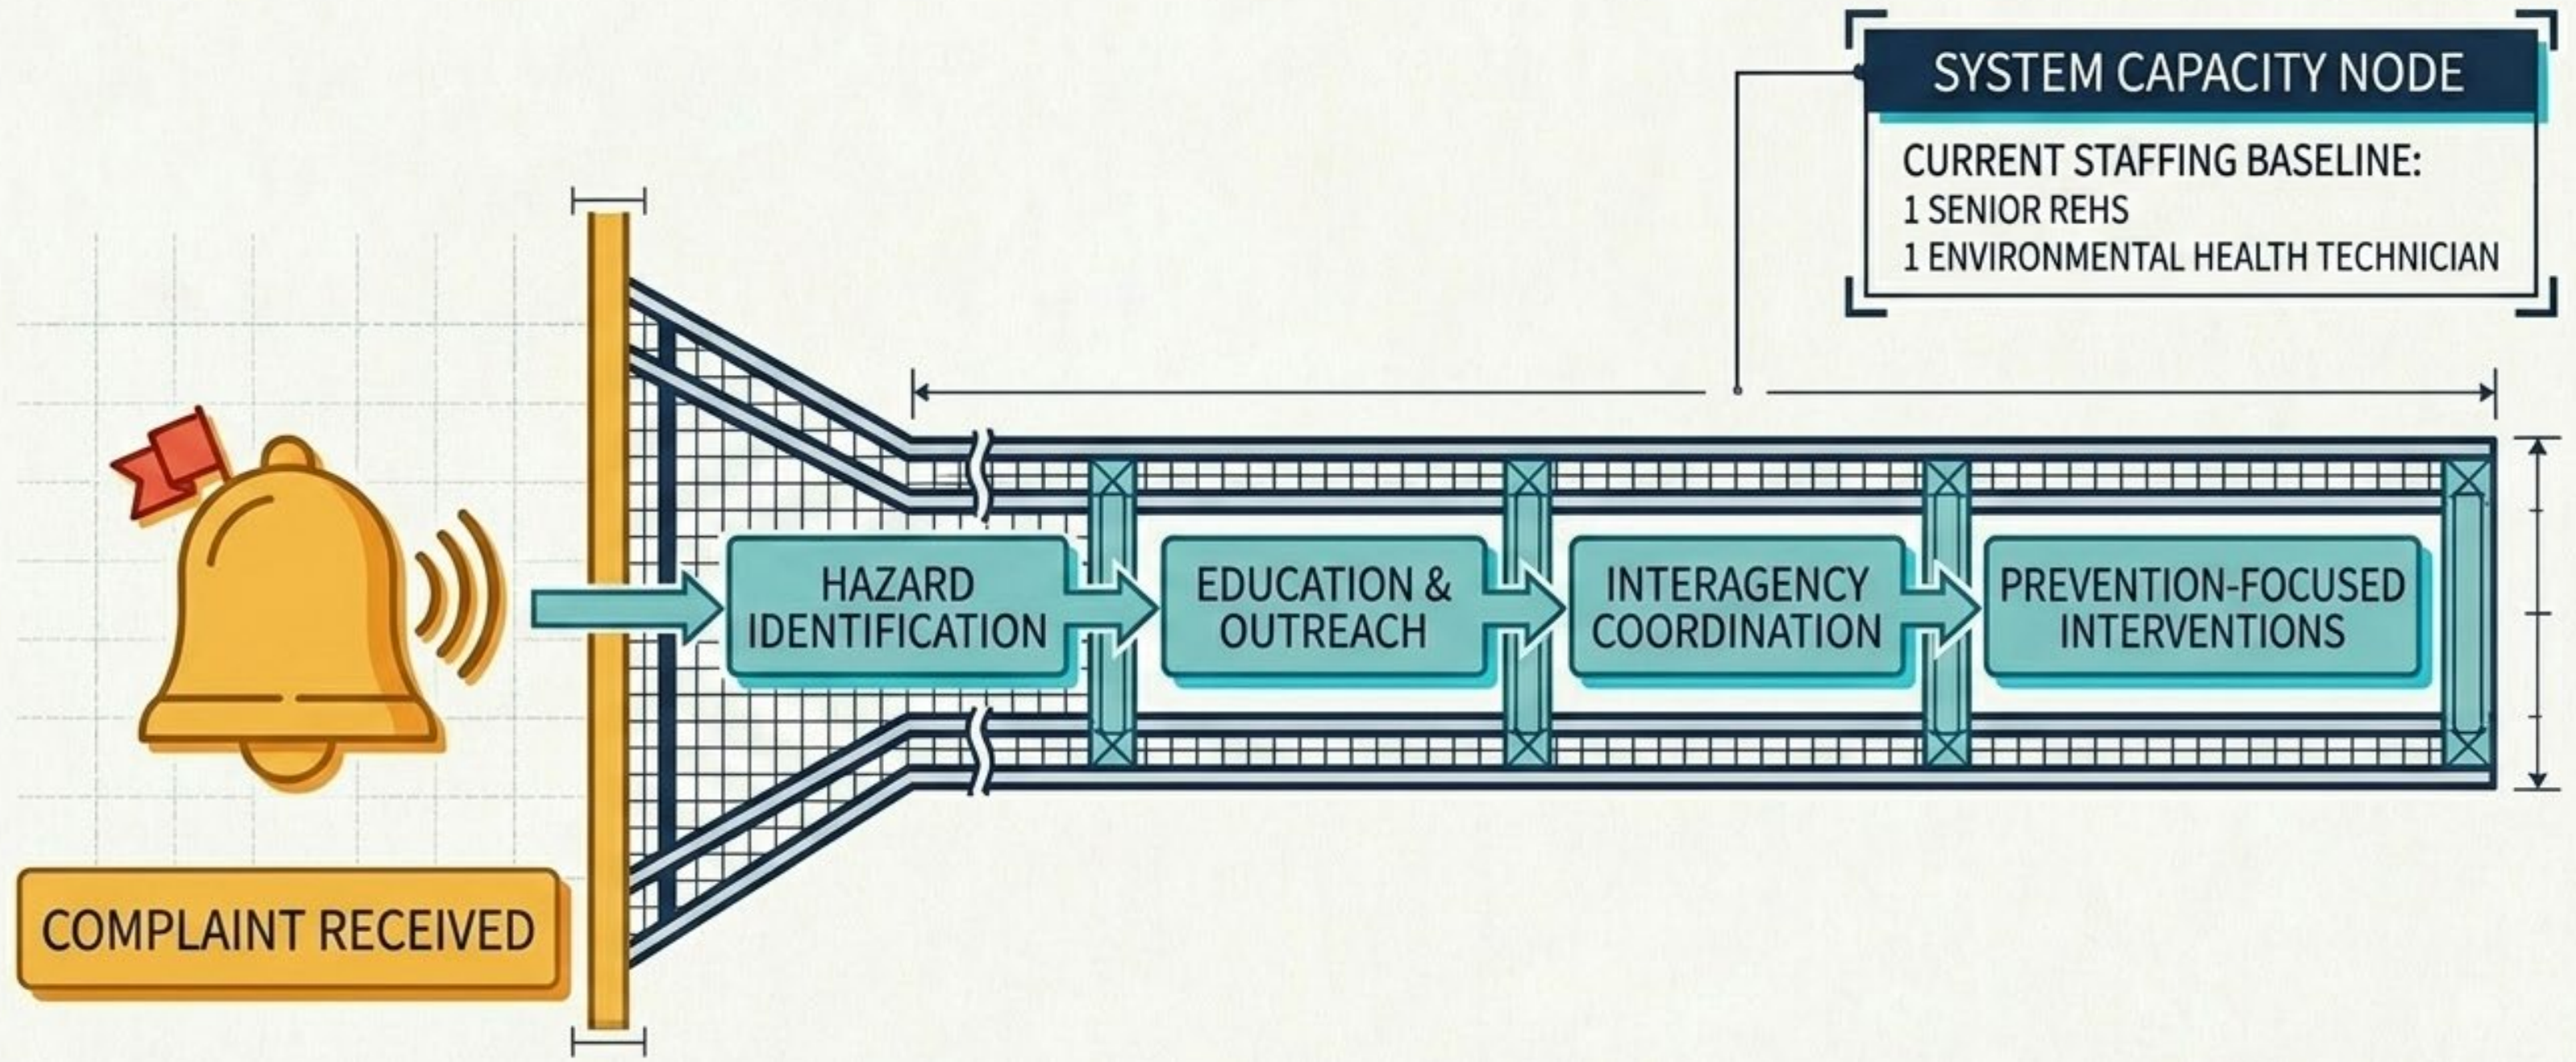 SYSTEM CAPACITY NODE
CURRENT STAFFING BASELINE:
1 SENIOR REHS
1 ENVIRONMENTAL HEALTH TECHNICIAN
HAZARD
IDENTIFICATION
EDUCATION &
OUTREACH
INTERAGENCY
COORDINATION
PREVENTION-FOCUSED
INTERVENTIONS
COMPLAINT RECEIVED